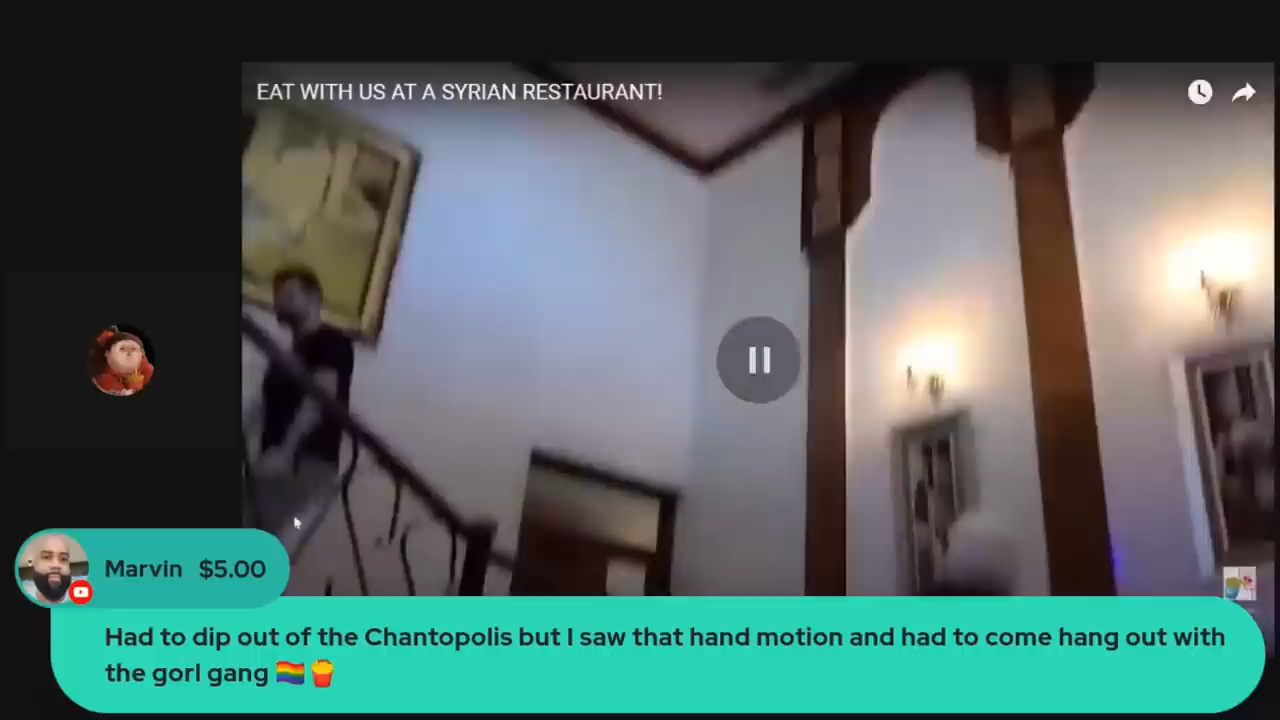 EAT WITH US AT A SYRIAN RESTAURANT!
Marvin $5.00
Had to dip out of the Chantopolis but I saw that hand motion and had to come hang out with
the gorl gang 🏳️‍🌈🍟